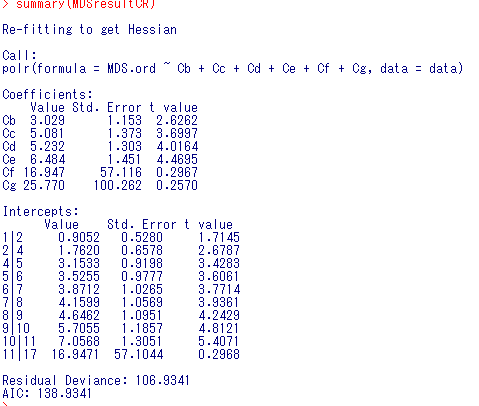 > summary(MDSresultCR)
Re-fitting to get Hessian
Call:
polr(formula = MDS.ord ~ Cb + Cc + Cd + Ce + Cf + Cg, data = data)
Coefficients:
Value Std. Error t value
Cb 3.029 1.153 2.6262
Cc 5.081 1.373 3.6997
Cd 5.232 1.303 4.0164
Ce 6.484 1.451 4.4695
Cf 16.947 57.116 0.2967
Cg 25.770 100.262 0.2570
Intercepts:
Value Std. Error t value
1|2 0.9052 0.5280 1.7145
2|4 1.7620 0.6578 2.6787
4|5 3.1533 0.9198 3.4283
5|6 3.5255 0.9777 3.6061
6|7 3.8712 1.0265 3.7714
7|8 4.1599 1.0569 3.9361
8|9 4.6462 1.0951 4.2429
9|10 5.7055 1.1857 4.8121
10|11 7.0568 1.3051 5.4071
11|17 16.9471 57.1044 0.2968
Residual Deviance: 106.9341
AIC: 138.9341